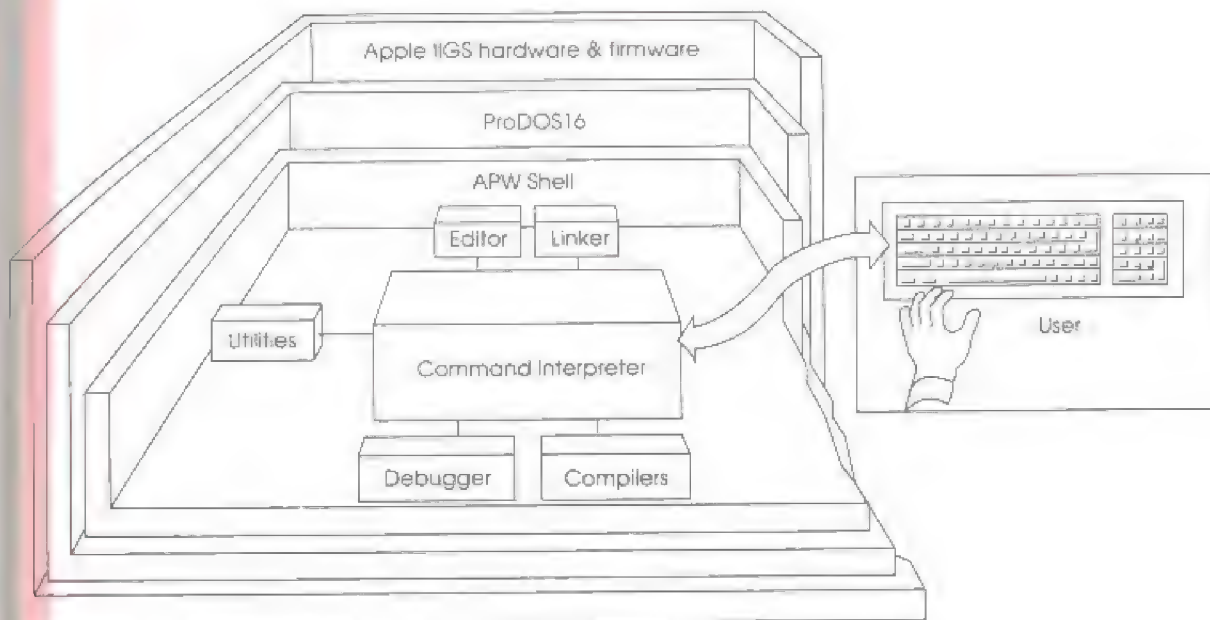 Apple IIGS hardware & firmware
ProDOS16
APW Shell
Editor
Linker
Utilities
User
Command Interpreter
Debugger
Compilers